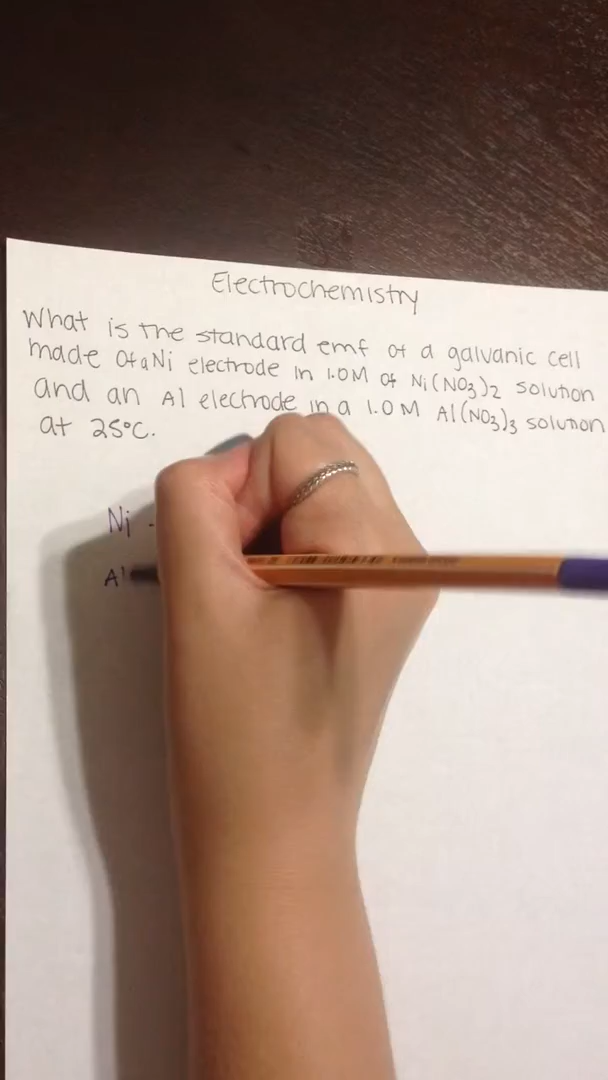 Electrochemistry
What is the standard emf of a galvanic cell
made of a Ni electrode in 1.0M of Ni(NO3)2 solution
and an Al electrode in a 1.0 M Al(NO3)3 solution
at 25°C.
Ni -
Al